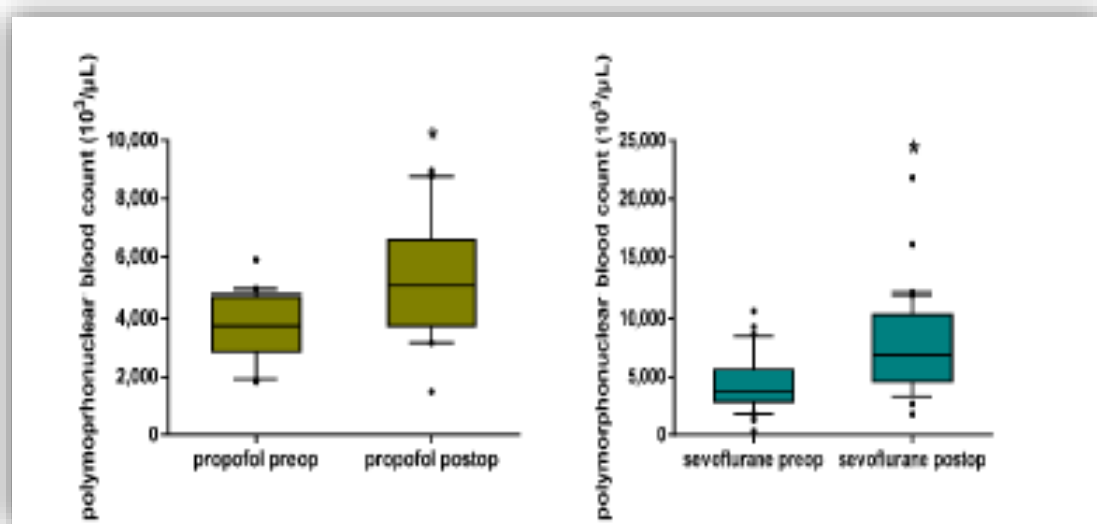 polymoprhonuclear blood count (10³/µL)
10,000
8,000
6,000
4,000
2,000
0
propofol preop
propofol postop
*
polymorphonuclear blood count (10³/µL)
25,000
20,000
15,000
10,000
5,000
0
sevoflurane preop
sevoflurane postop
*